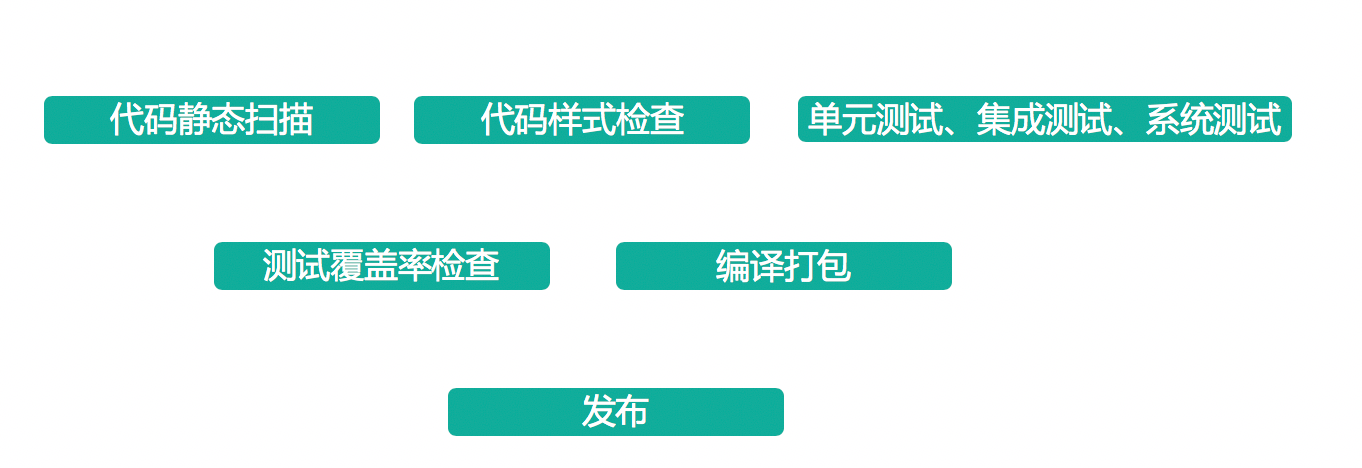 代码静态扫描
代码样式检查
单元测试、集成测试、系统测试
测试覆盖率检查
编译打包
发布